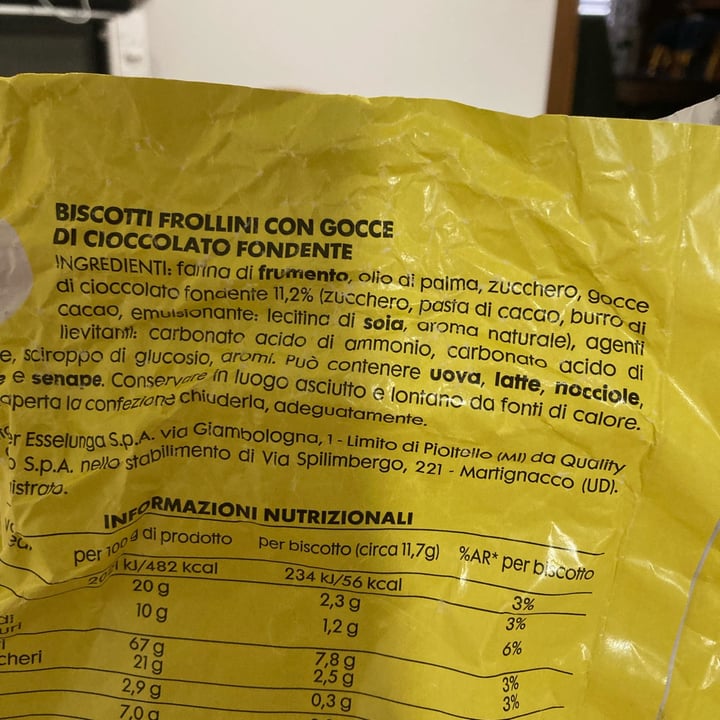 BISCOTTI FROLLINI CON GOCCE
DI CIOCCOLATO FONDENTE
INGREDIENTI: farina di frumento, olio di palma, zucchero, gocce
di cioccolato fondente 11,2% (zucchero, pasta di cacao, burro di
cacao, emulsionante: lecitina di soia, aroma naturale), agenti
lievitanti: carbonato acido di ammonio, carbonato acido di
e, sciroppo di glucosio, aromi. Può contenere uova, latte, nocciole,
e senape. Conservare in luogo asciutto e lontano da fonti di calore.
aperta la confezione chiuderla, adeguatamente.
er Esselunga S.p.A. via Giambologna, 1 - Limito di Pioltello (MI) da Quality
S.p.A. nello stabilimento di Via Spilimbergo, 221 - Martignacco (UD).
istrato.
INFORMAZIONI NUTRIZIONALI
per 100 g di prodotto per biscotto (circa 11,7g) %AR* per biscotto
kJ/482 kcal 234 kJ/56 kcal 3%
20 g 2,3 g 3%
10 g 1,2 g 6%
67 g 7,8 g 3%
cheri 21 g 2,5 g 3%
2,9 g 0,3 g
7,0 g